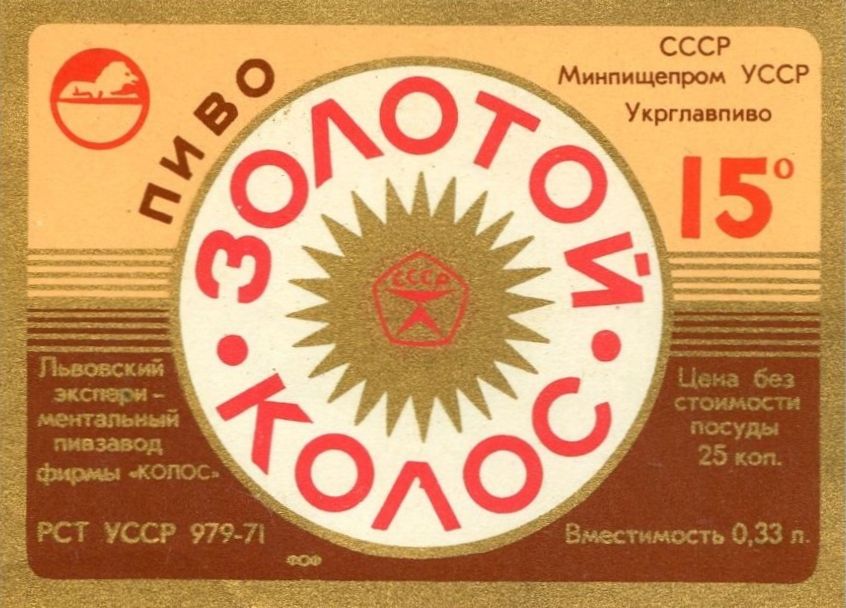 ПИВО
СССР
Минпищепром УССР
Укрглавпиво
15°
ЗОЛОТОЙ
• КОЛОС •
СССР
Львовский
экспери-
ментальный
пивзавод
фирмы «КОЛОС»
РСТ УССР 979-71
ФОФ
Цена без
стоимости
посуды
25 коп.
Вместимость 0,33 л.